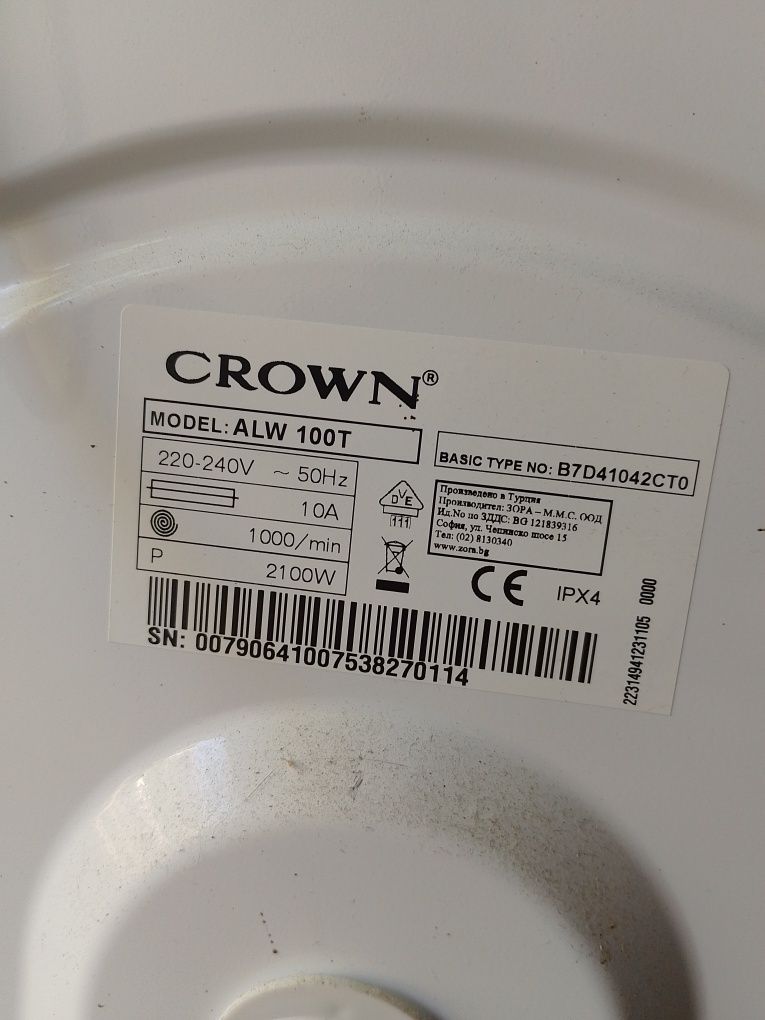 CROWN®
MODEL: ALW 100T
BASIC TYPE NO: B7D41042CT0
220-240V ~ 50Hz
10A
1000/min
P 2100W
DVE
Произведено в Турция
Производител: ЗОРА – М.М.С. ООД
Ид.No по ЗДДС: BG 121839316
София, ул. Чепинско шосе 15
Тел: (02) 8130340
www.zora.bg
CE IPX4
SN: 00790641007538270114
22314941231105 0000